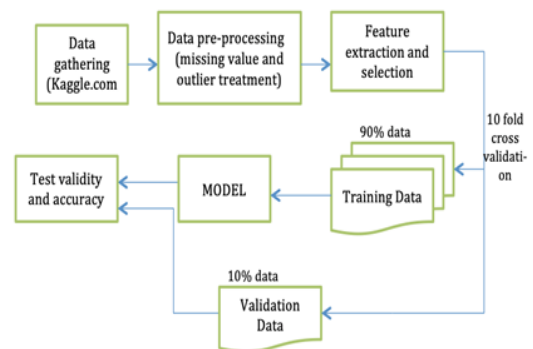 Data
gathering
(Kaggle.com
Data pre-processing
(missing value and
outlier treatment)
Feature
extraction and
selection
10 fold
cross
validati-
on
90% data
Training Data
MODEL
Test validity
and accuracy
10% data
Validation
Data